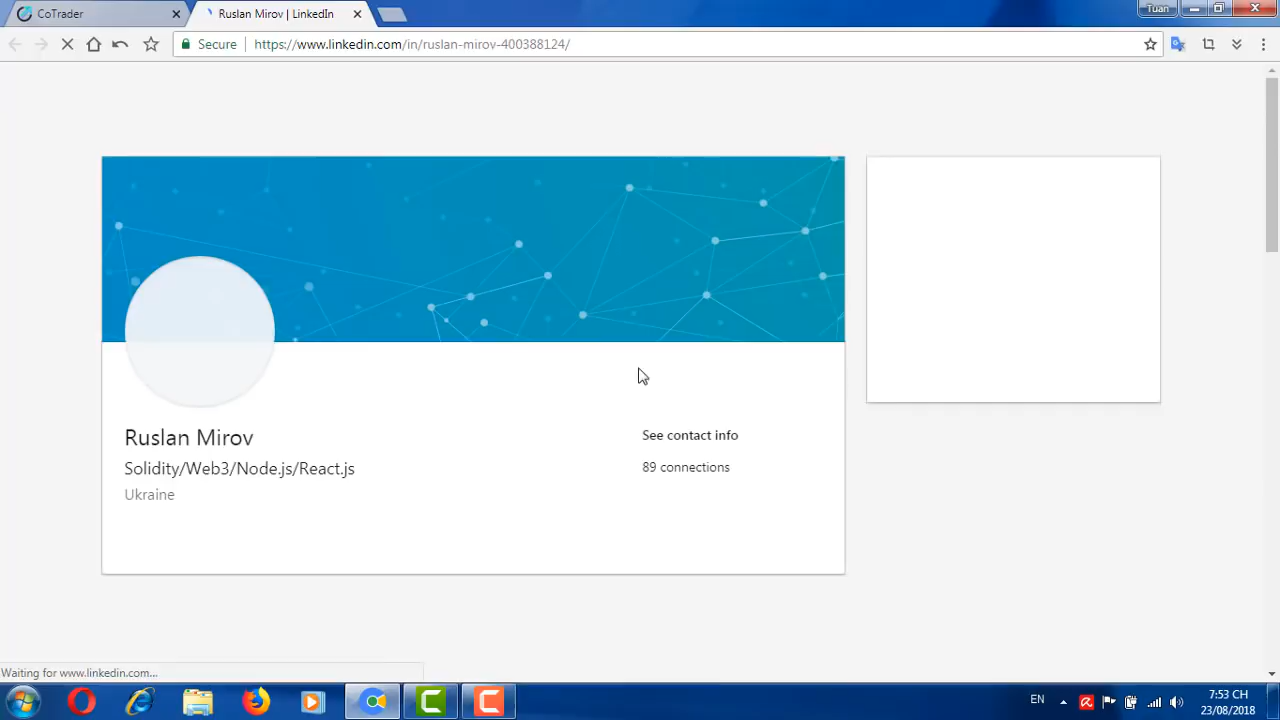 CoTrader
Ruslan Mirov | LinkedIn
Tuan
Secure
https://www.linkedin.com/in/ruslan-mirov-400388124/
Ruslan Mirov
See contact info
Solidity/Web3/Node.js/React.js
89 connections
Ukraine
Waiting for www.linkedin.com...
EN
7:53 CH
23/08/2018